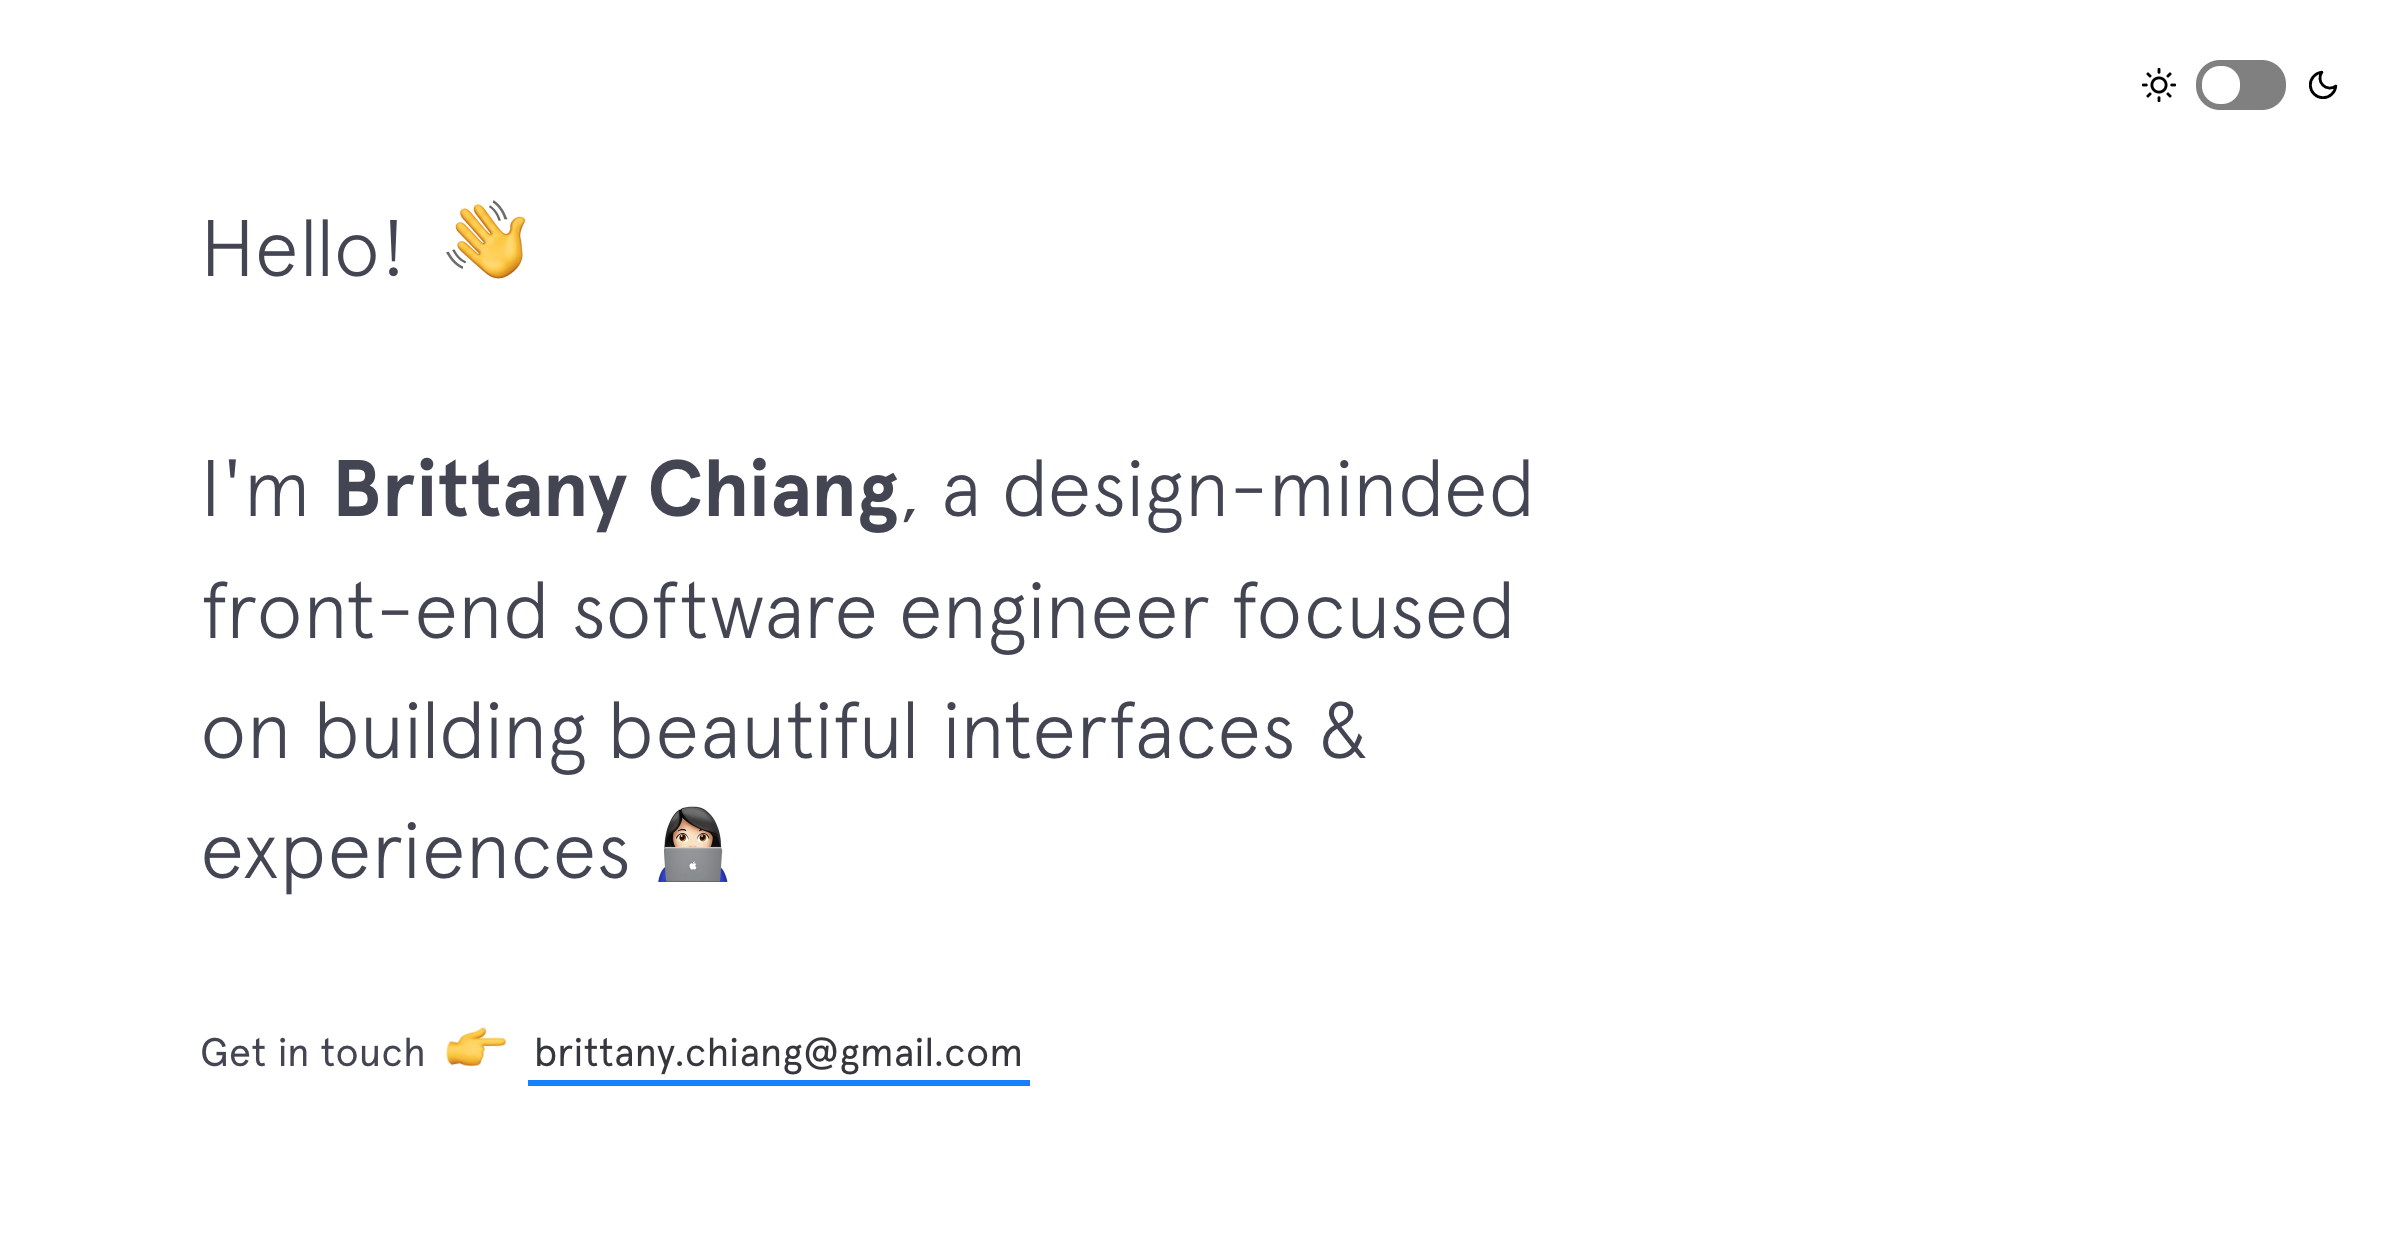 Hello! 👋
I'm Brittany Chiang, a design-minded
front-end software engineer focused
on building beautiful interfaces &
experiences 👩🏻‍💻
Get in touch 👉 brittany.chiang@gmail.com